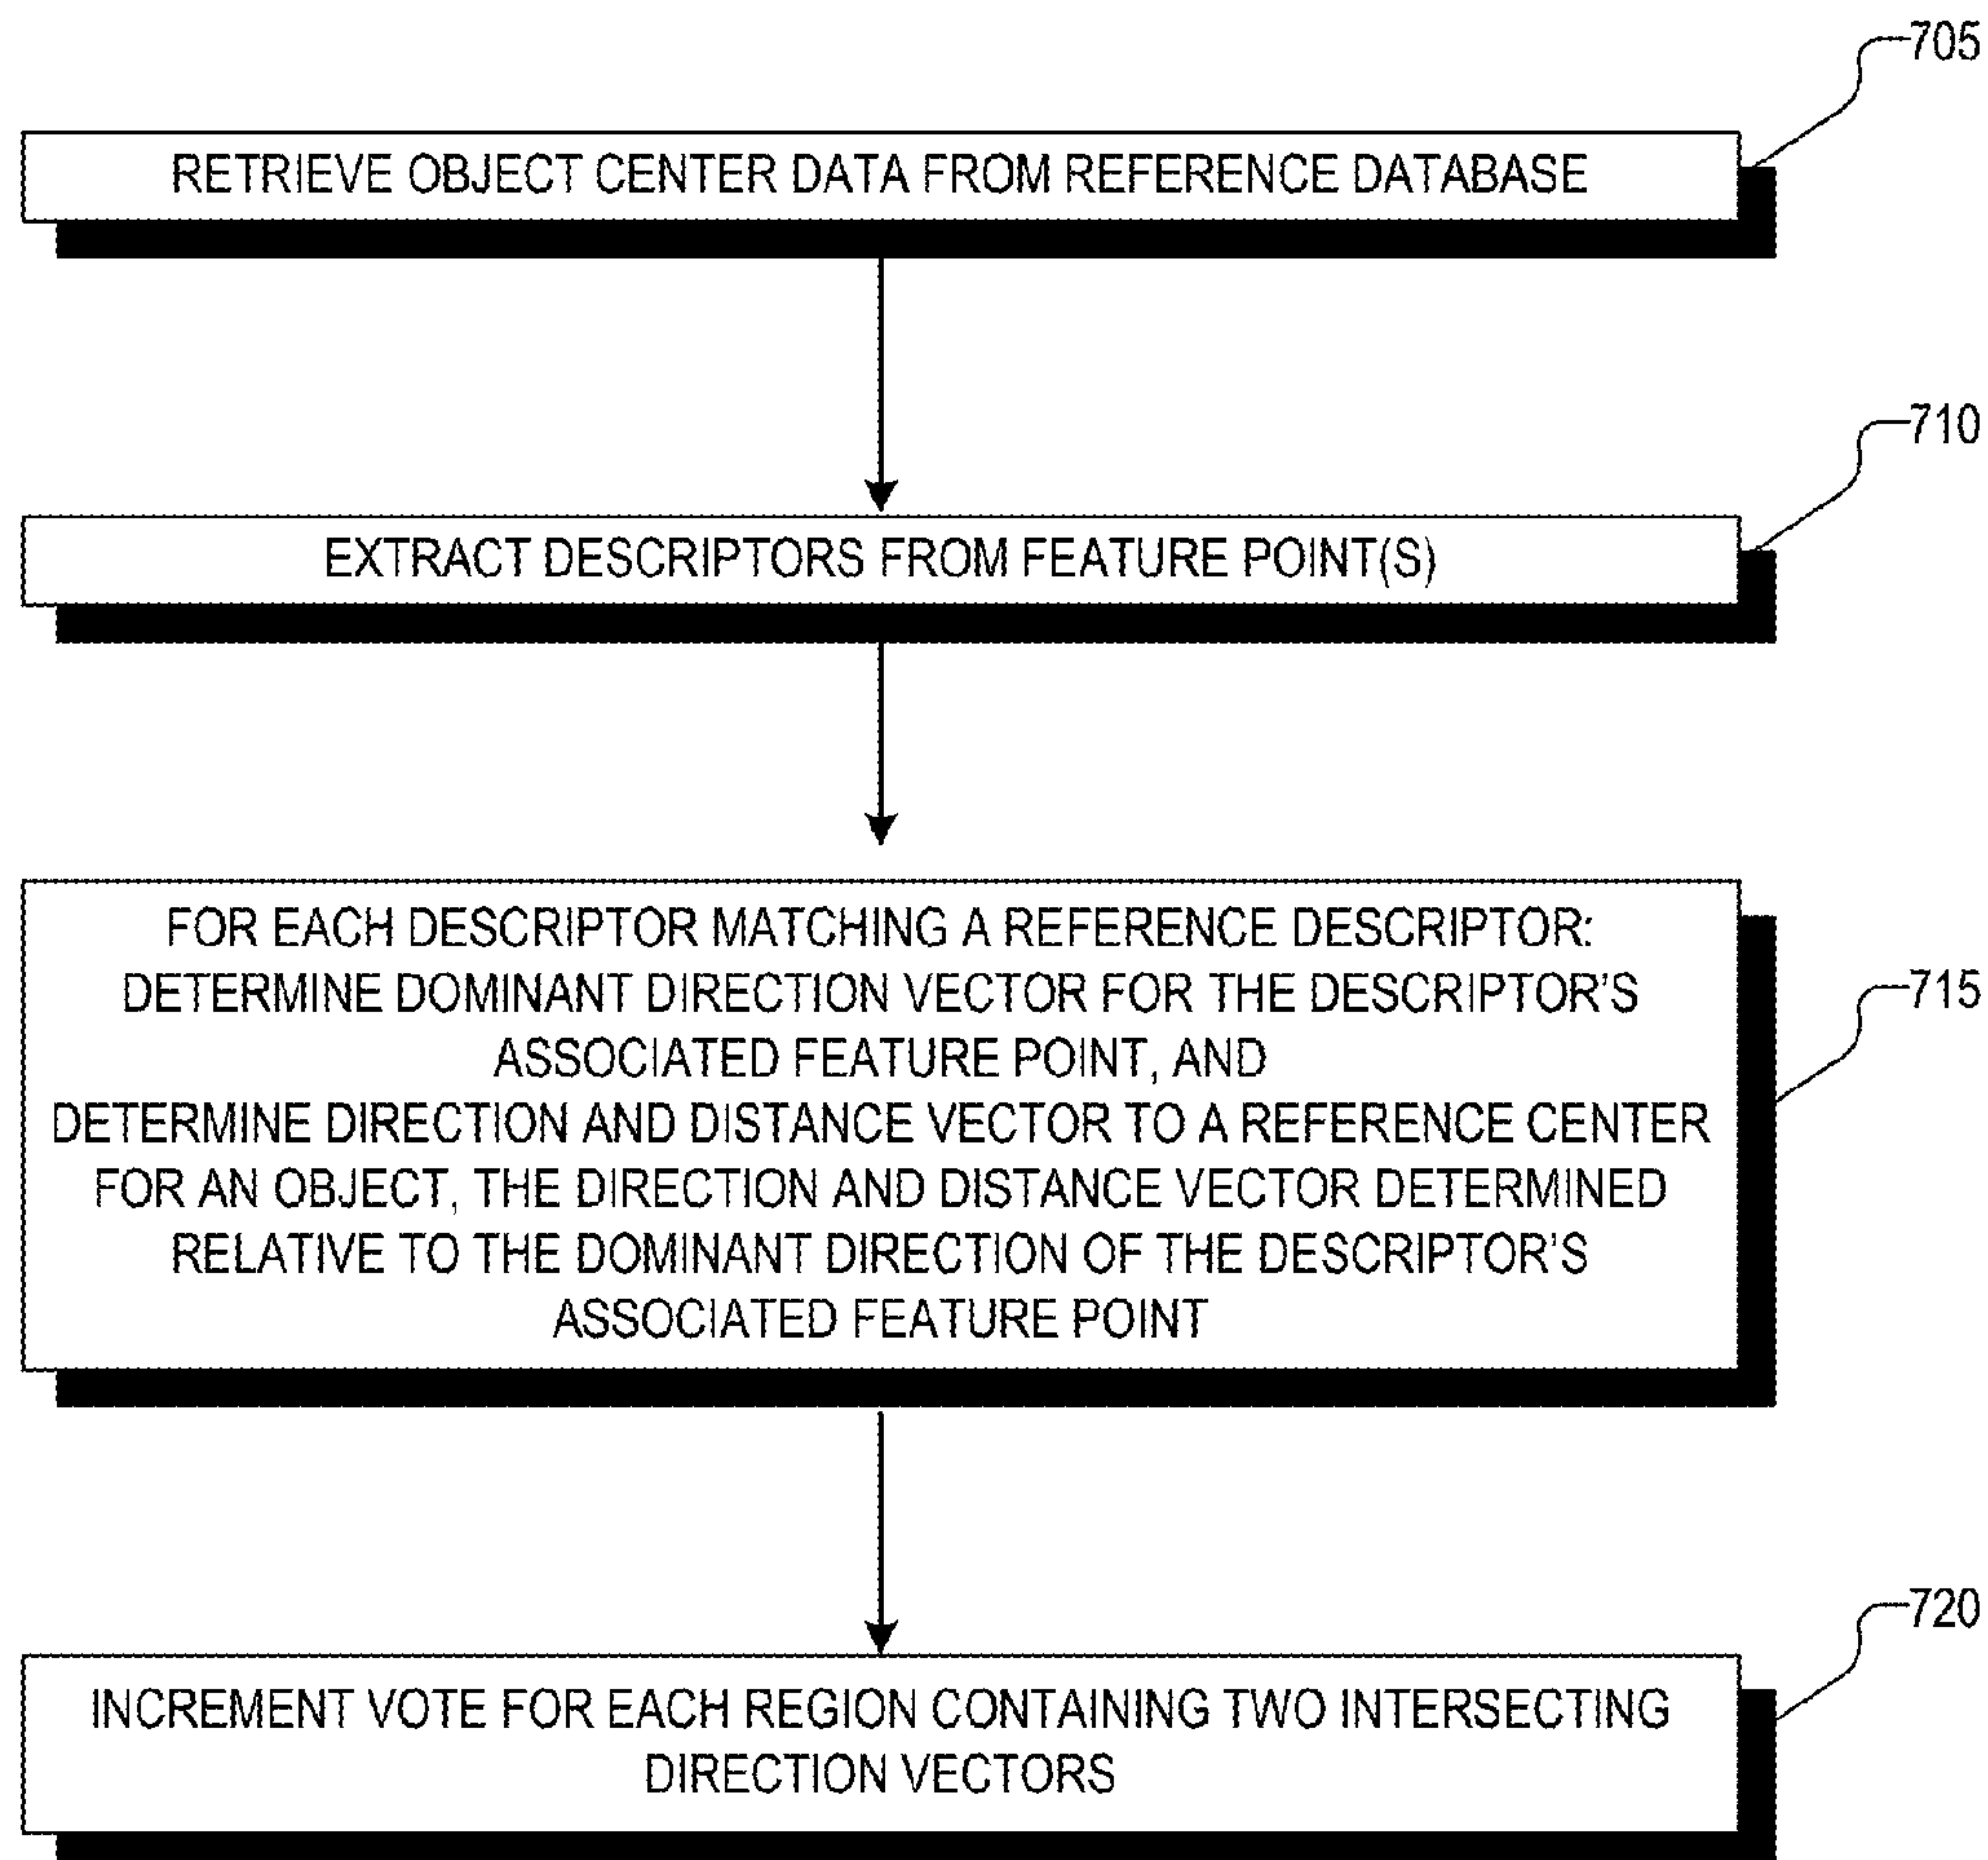 705
RETRIEVE OBJECT CENTER DATA FROM REFERENCE DATABASE
710
EXTRACT DESCRIPTORS FROM FEATURE POINT(S)
FOR EACH DESCRIPTOR MATCHING A REFERENCE DESCRIPTOR:
DETERMINE DOMINANT DIRECTION VECTOR FOR THE DESCRIPTOR'S
715
ASSOCIATED FEATURE POINT, AND
DETERMINE DIRECTION AND DISTANCE VECTOR TO A REFERENCE CENTER
FOR AN OBJECT, THE DIRECTION AND DISTANCE VECTOR DETERMINED
RELATIVE TO THE DOMINANT DIRECTION OF THE DESCRIPTOR'S
ASSOCIATED FEATURE POINT
720
INCREMENT VOTE FOR EACH REGION CONTAINING TWO INTERSECTING
DIRECTION VECTORS